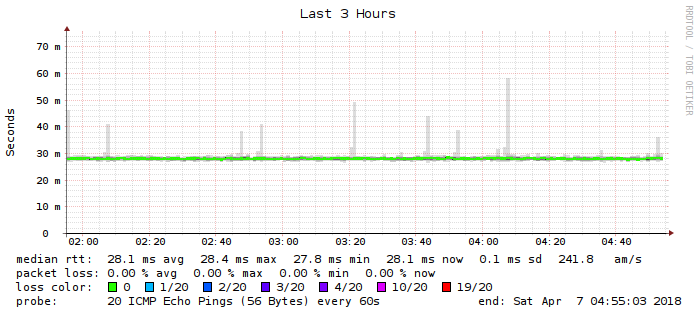 Last 3 Hours
RRDTOOL / TOBI OETIKER
Seconds
70 m
60 m
50 m
40 m
30 m
20 m
10 m
0
02:00 02:20 02:40 03:00 03:20 03:40 04:00 04:20 04:40
median rtt: 28.1 ms avg 28.4 ms max 27.8 ms min 28.1 ms now 0.1 ms sd 241.8 am/s
packet loss: 0.00 % avg 0.00 % max 0.00 % min 0.00 % now
loss color: 0 1/20 2/20 3/20 4/20 10/20 19/20
probe: 20 ICMP Echo Pings (56 Bytes) every 60s end: Sat Apr 7 04:55:03 2018